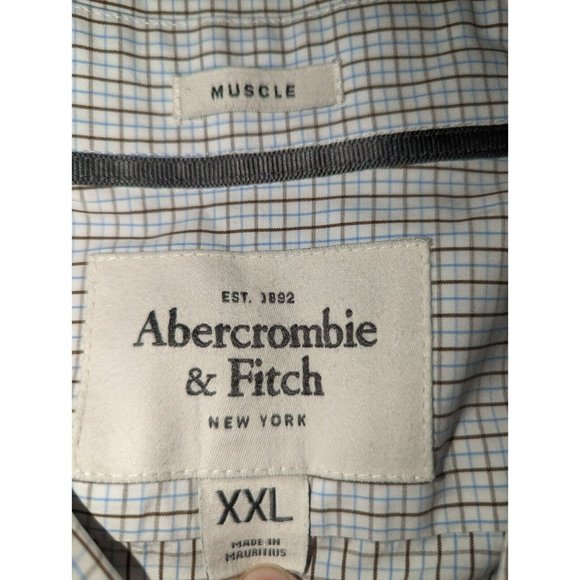 MUSCLE
EST. 1892
Abercrombie
& Fitch
NEW YORK
XXL
MADE IN
MAURITIUS